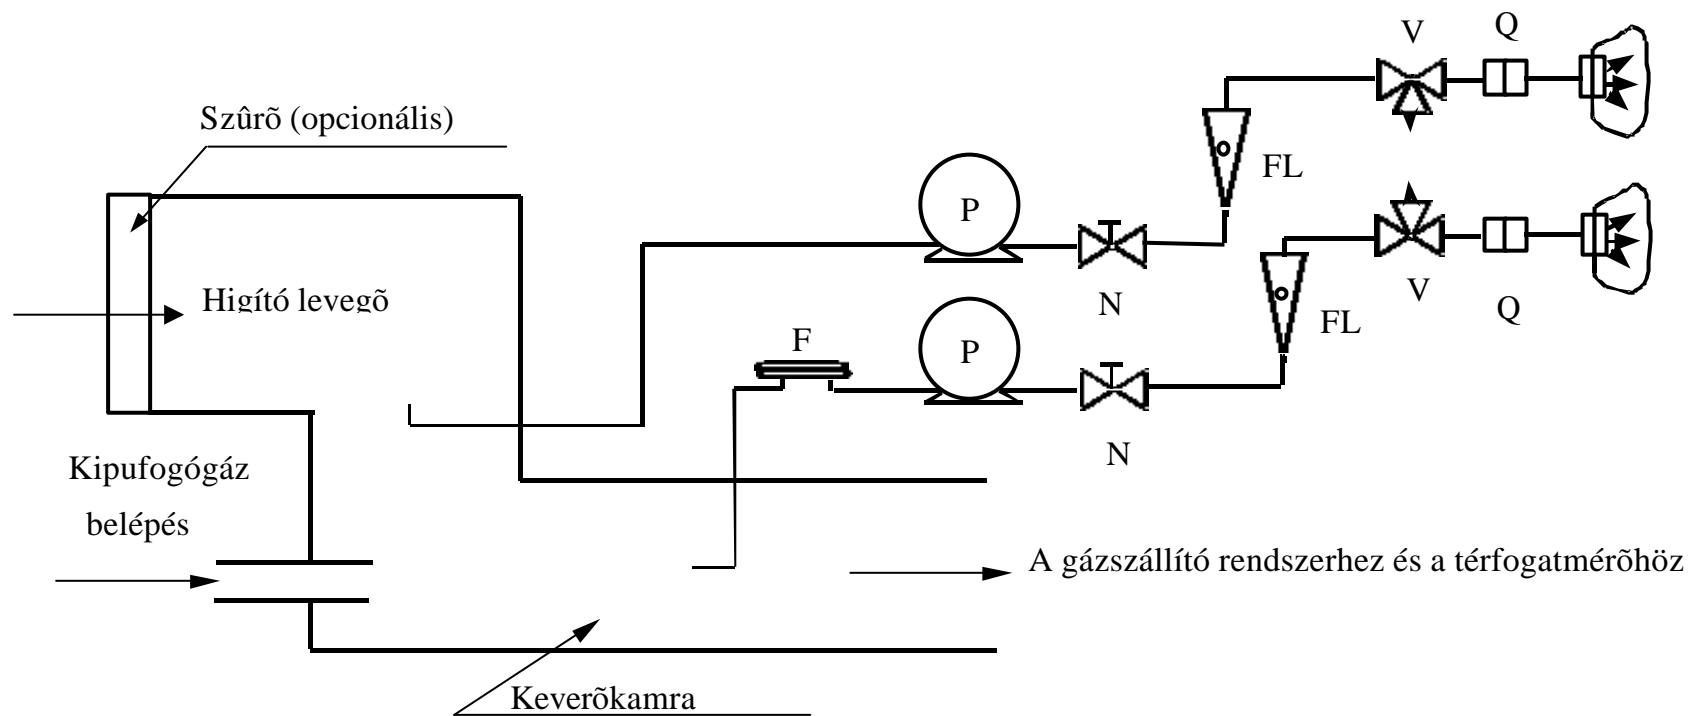 V
Q
Szûrõ (opcionális)
FL
P
Higító levegõ
N
V
Q
FL
F
P
N
Kipufogógáz
belépés
A gázszállító rendszerhez és a térfogatmérõhöz
Keverõkamra